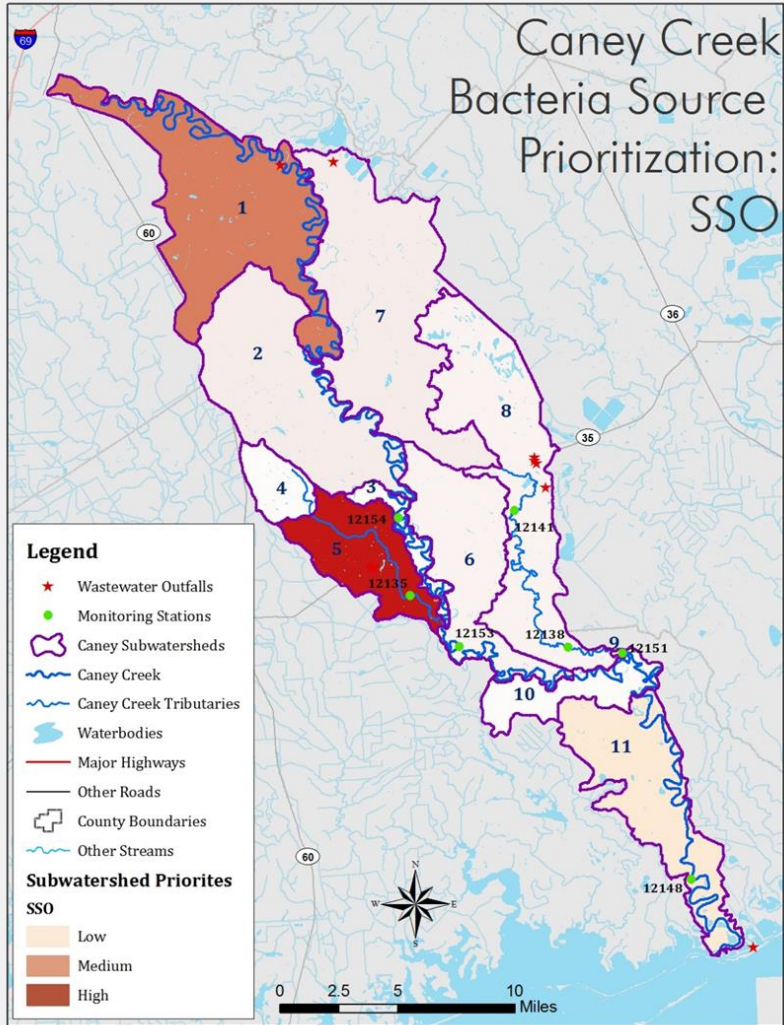 Caney Creek
Bacteria Source
Prioritization:
SSO
69
1
60
7
36
2
8
35
4
3
12154
12141
5
6
12135
12153
12138
9
12151
10
11
60
12148
N
W E
S
0 2.5 5 10
Miles
Legend
Wastewater Outfalls
Monitoring Stations
Caney Subwatersheds
Caney Creek
Caney Creek Tributaries
Waterbodies
Major Highways
Other Roads
County Boundaries
Other Streams
Subwatershed Priorites
SSO
Low
Medium
High